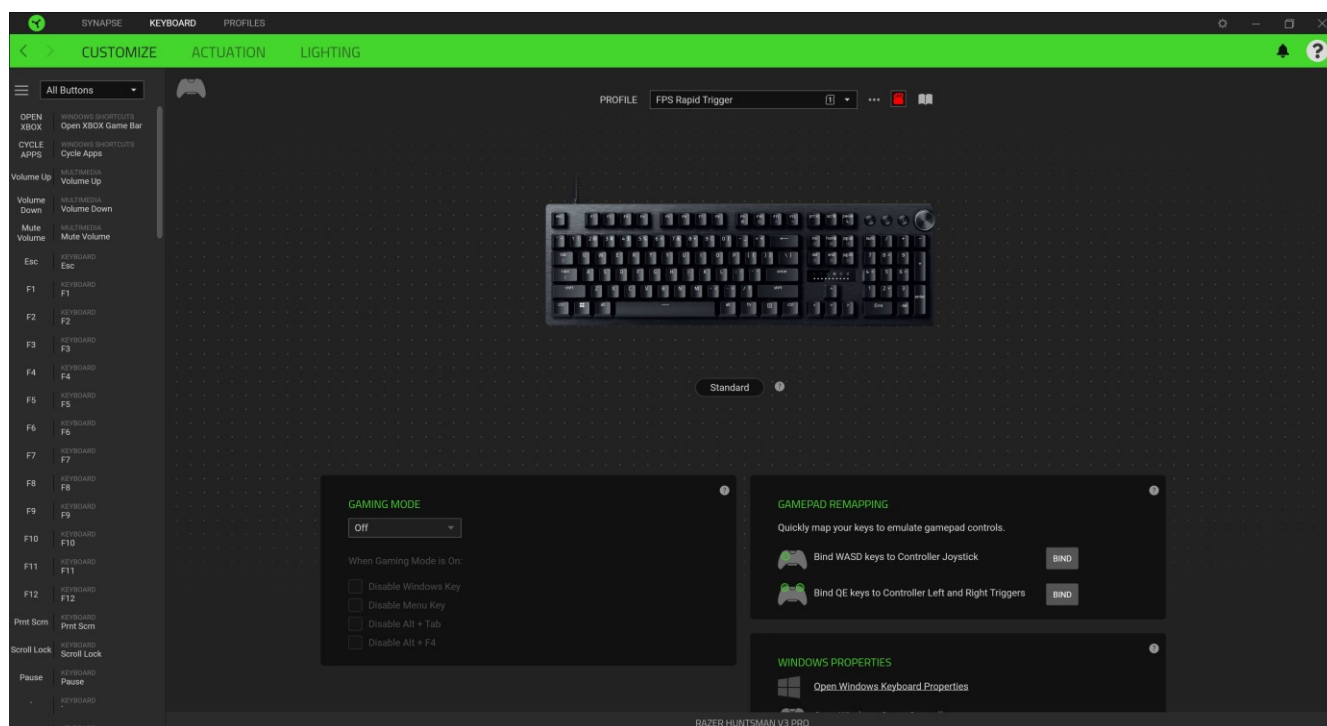 SYNAPSE KEYBOARD PROFILES
CUSTOMIZE ACTUATION LIGHTING
?
All Buttons
PROFILE FPS Rapid Trigger 1
OPEN XBOX
WINDOWS SHORTCUTS
Open XBOX Game Bar
CYCLE APPS
WINDOWS SHORTCUTS
Cycle Apps
Volume Up
MULTIMEDIA
Volume Up
Volume Down
MULTIMEDIA
Volume Down
Mute Volume
MULTIMEDIA
Mute Volume
Esc
KEYBOARD
Esc
F1
KEYBOARD
F1
F2
KEYBOARD
F2
F3
KEYBOARD
F3
F4
KEYBOARD
F4
F5
KEYBOARD
F5
F6
KEYBOARD
F6
F7
KEYBOARD
F7
F8
KEYBOARD
F8
F9
KEYBOARD
F9
F10
KEYBOARD
F10
F11
KEYBOARD
F11
F12
KEYBOARD
F12
Prnt Scrn
KEYBOARD
Prnt Scrn
Scroll Lock
KEYBOARD
Scroll Lock
Pause
KEYBOARD
Pause
KEYBOARD
Standard ?
GAMING MODE
Off
When Gaming Mode is On:
Disable Windows Key
Disable Menu Key
Disable Alt + Tab
Disable Alt + F4
GAMEPAD REMAPPING
Quickly map your keys to emulate gamepad controls.
Bind WASD keys to Controller Joystick BIND
Bind QE keys to Controller Left and Right Triggers BIND
WINDOWS PROPERTIES
Open Windows Keyboard Properties
RAZER HUNTSMAN V3 PRO